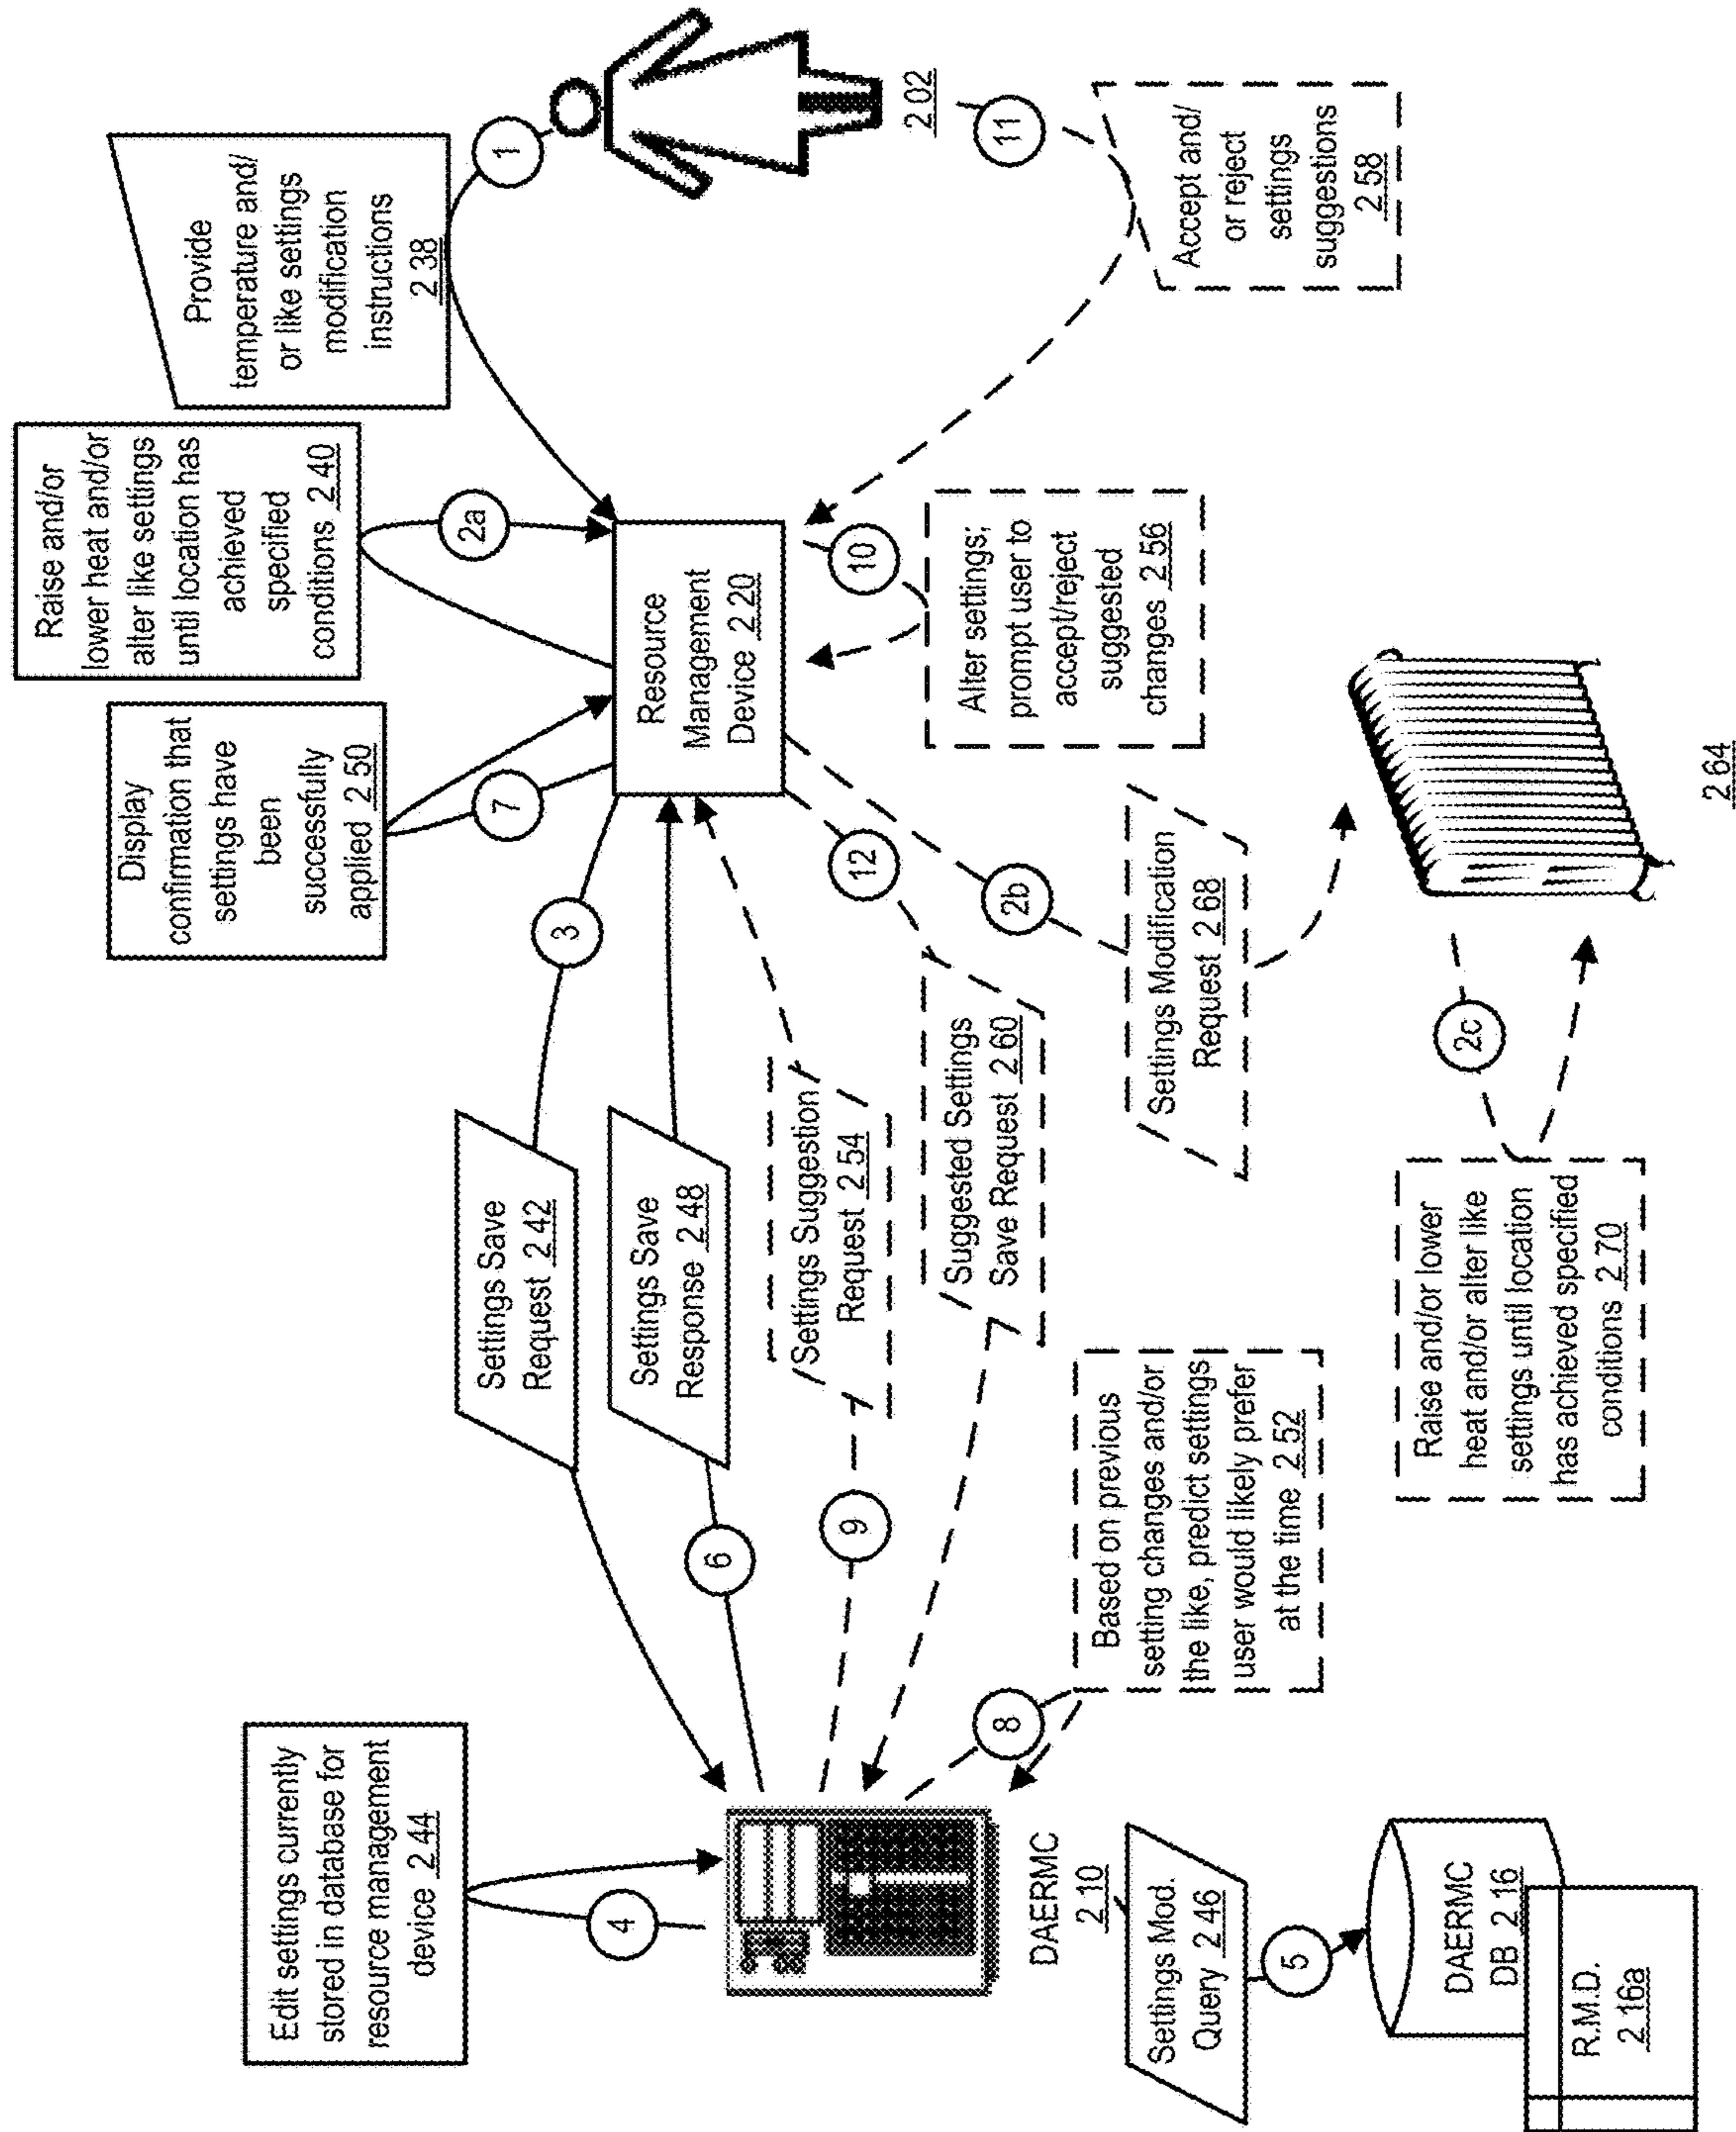 Edit settings currently
stored in database for
resource management
device 2 44
4
DAERMC
2 10
Settings Mod.
Query 2 46
5
DAERMC
DB 2 16
R.M.D.
2 16a
Settings Save
Request 2 42
3
Settings Save
Response 2 48
6
Settings Suggestion
Request 2 54
9
Suggested Settings
Save Request 2 60
12
8
Based on previous
setting changes and/or
the like, predict settings
user would likely prefer
at the time 2 52
Display
confirmation that
settings have
been
successfully
applied 2 50
7
Raise and/or
lower heat and/or
alter like settings
until location has
achieved
specified
conditions 2 40
2a
Resource
Management
Device 2 20
Provide
temperature and/
or like settings
modification
instructions
2 38
1
2 02
11
Accept and/
or reject
settings
suggestions
2 58
10
Alter settings;
prompt user to
accept/reject
suggested
changes 2 56
2b
Settings Modification
Request 2 68
2c
Raise and/or lower
heat and/or alter like
settings until location
has achieved specified
conditions 2 70
2 64